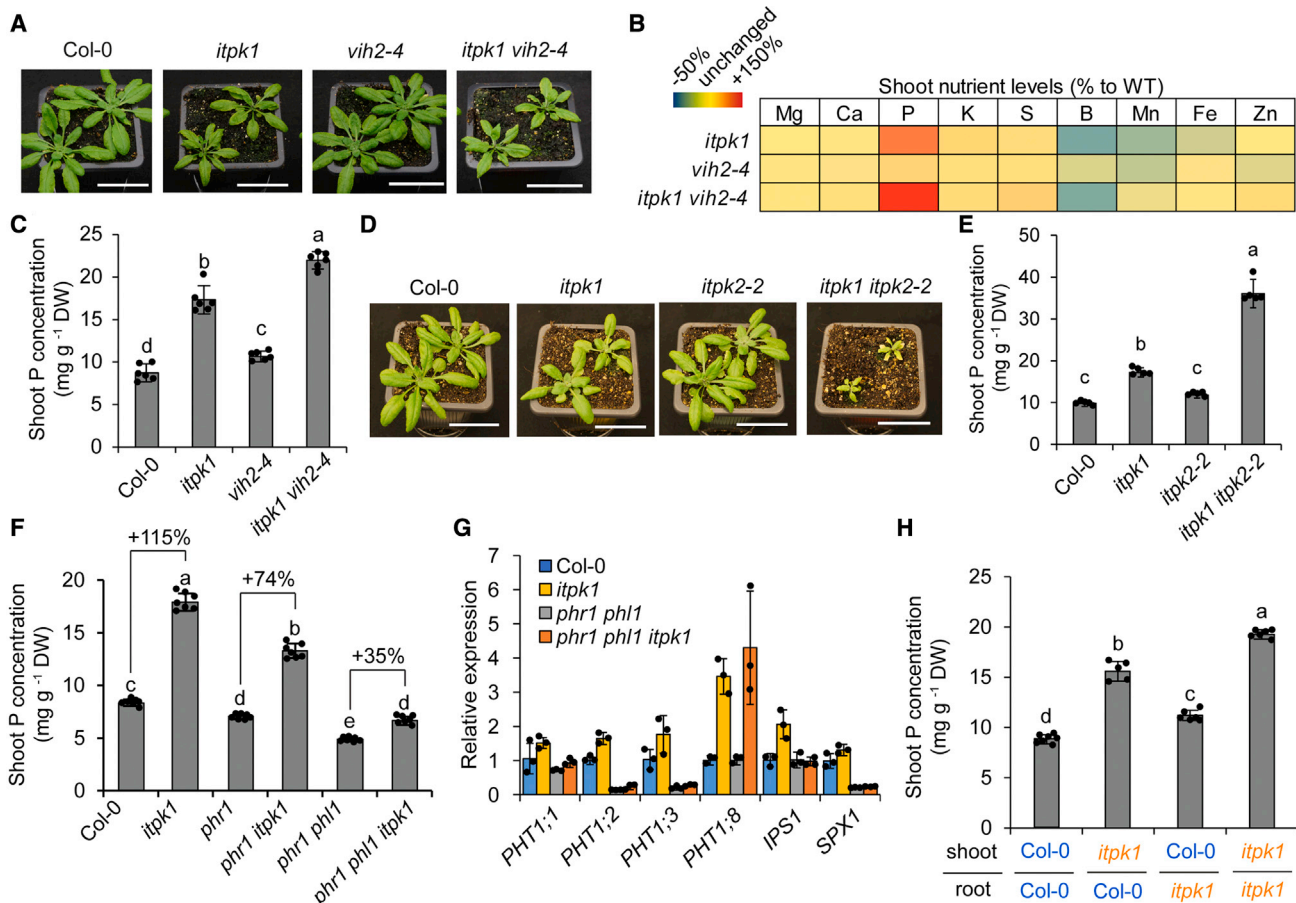 A
Col-0
itpk1
vih2-4
itpk1 vih2-4
B
-50%
unchanged
+150%
Shoot nutrient levels (% to WT)
Mg Ca P K S B Mn Fe Zn
itpk1
vih2-4
itpk1 vih2-4
C
Shoot P concentration
(mg g -1 DW)
25
20
15
10
5
0
d
b
c
a
Col-0
itpk1
vih2-4
itpk1 vih2-4
D
Col-0
itpk1
itpk2-2
itpk1 itpk2-2
E
Shoot P concentration
(mg g -1 DW)
50
40
30
20
10
0
c
b
c
a
Col-0
itpk1
itpk2-2
itpk1 itpk2-2
F
Shoot P concentration
(mg g -1 DW)
20
15
10
5
0
+115%
+74%
+35%
c
a
d
b
e
d
Col-0
itpk1
phr1
phr1 itpk1
phr1 phl1
phr1 phl1 itpk1
G
Relative expression
7
6
5
4
3
2
1
0
Col-0
itpk1
phr1 phl1
phr1 phl1 itpk1
PHT1;1
PHT1;2
PHT1;3
PHT1;8
IPS1
SPX1
H
Shoot P concentration
(mg g -1 DW)
25
20
15
10
5
0
d
b
c
a
shoot Col-0 itpk1 Col-0 itpk1
root Col-0 Col-0 itpk1 itpk1